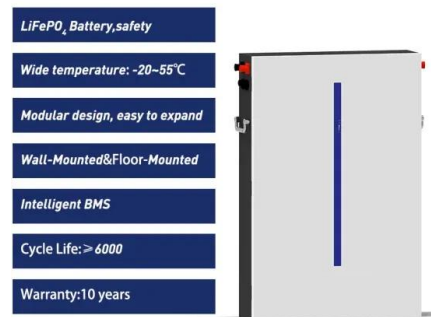 LiFePO₄ Battery,safety
Wide temperature: -20~55℃
Modular design, easy to expand
Wall-Mounted&Floor-Mounted
Intelligent BMS
Cycle Life:≥6000
Warranty:10 years